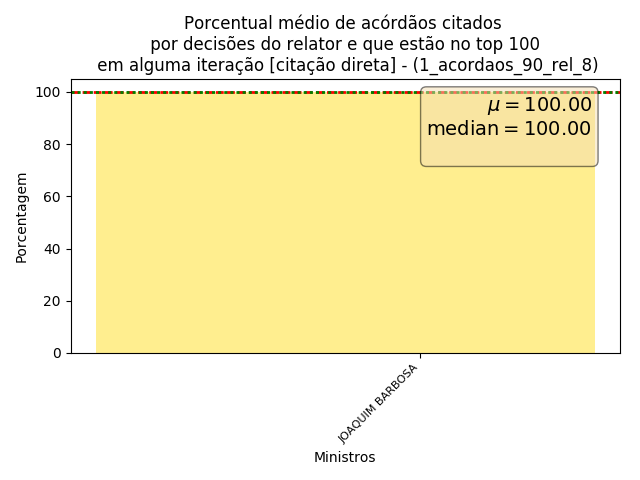 Porcentual médio de acórdãos citados
por decisões do relator e que estão no top 100
em alguma iteração [citação direta] - (1_acordaos_90_rel_8)
μ = 100.00
median = 100.00
100
80
60
40
20
0
Porcentagem
JOAQUIM BARBOSA
Ministros